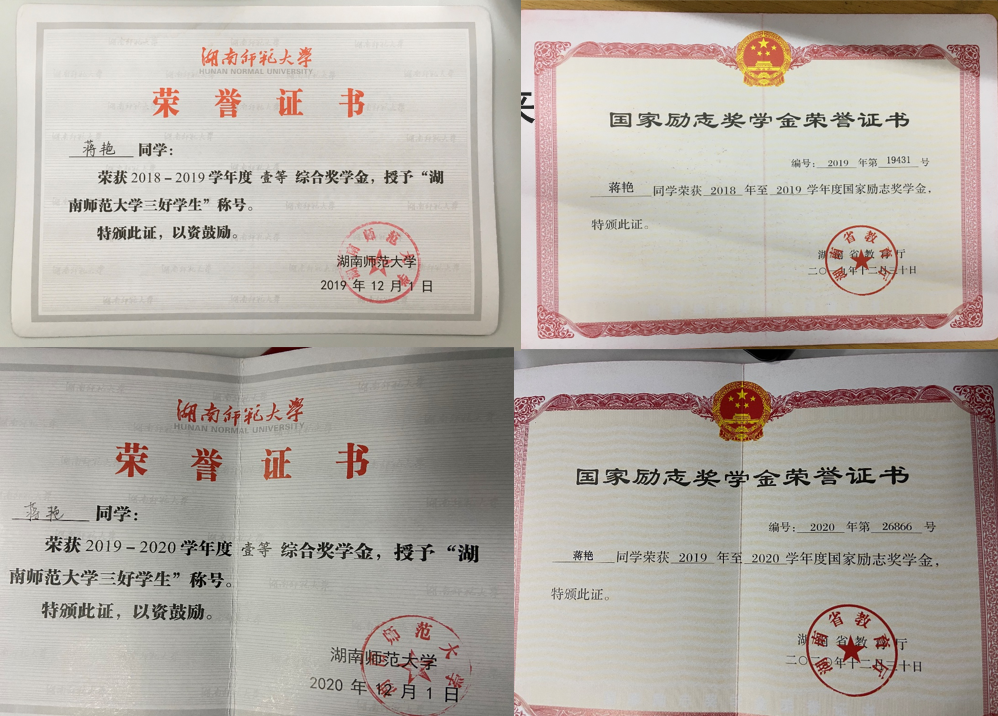 湖南师范大学
HUNAN NORMAL UNIVERSITY
荣誉证书
蒋艳 同学:
荣获 2018－2019 学年度 壹等 综合奖学金，授予“湖
南师范大学三好学生”称号。
特颁此证，以资鼓励。
湖南师范大学
2019 年 12 月 1 日
国家励志奖学金荣誉证书
编号: 2019 年第 19431 号
蒋艳 同学荣获 2018 年至 2019 学年度国家励志奖学金，
特颁此证。
湖南省教育厅
二〇一九年十二月三十日
湖南师范大学
HUNAN NORMAL UNIVERSITY
荣誉证书
蒋艳 同学:
荣获 2019－2020 学年度 壹等 综合奖学金，授予“湖
南师范大学三好学生”称号。
特颁此证，以资鼓励。
湖南师范大学
2020 年 12 月 1 日
国家励志奖学金荣誉证书
编号: 2020 年第 26866 号
蒋艳 同学荣获 2019 年至 2020 学年度国家励志奖学金，
特颁此证。
湖南省教育厅
二〇二〇年十二月三十日